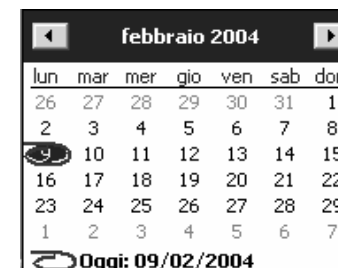 febbraio 2004
lun mar mer gio ven sab dom
26 27 28 29 30 31 1
2 3 4 5 6 7 8
9 10 11 12 13 14 15
16 17 18 19 20 21 22
23 24 25 26 27 28 29
1 2 3 4 5 6 7
Oggi: 09/02/2004